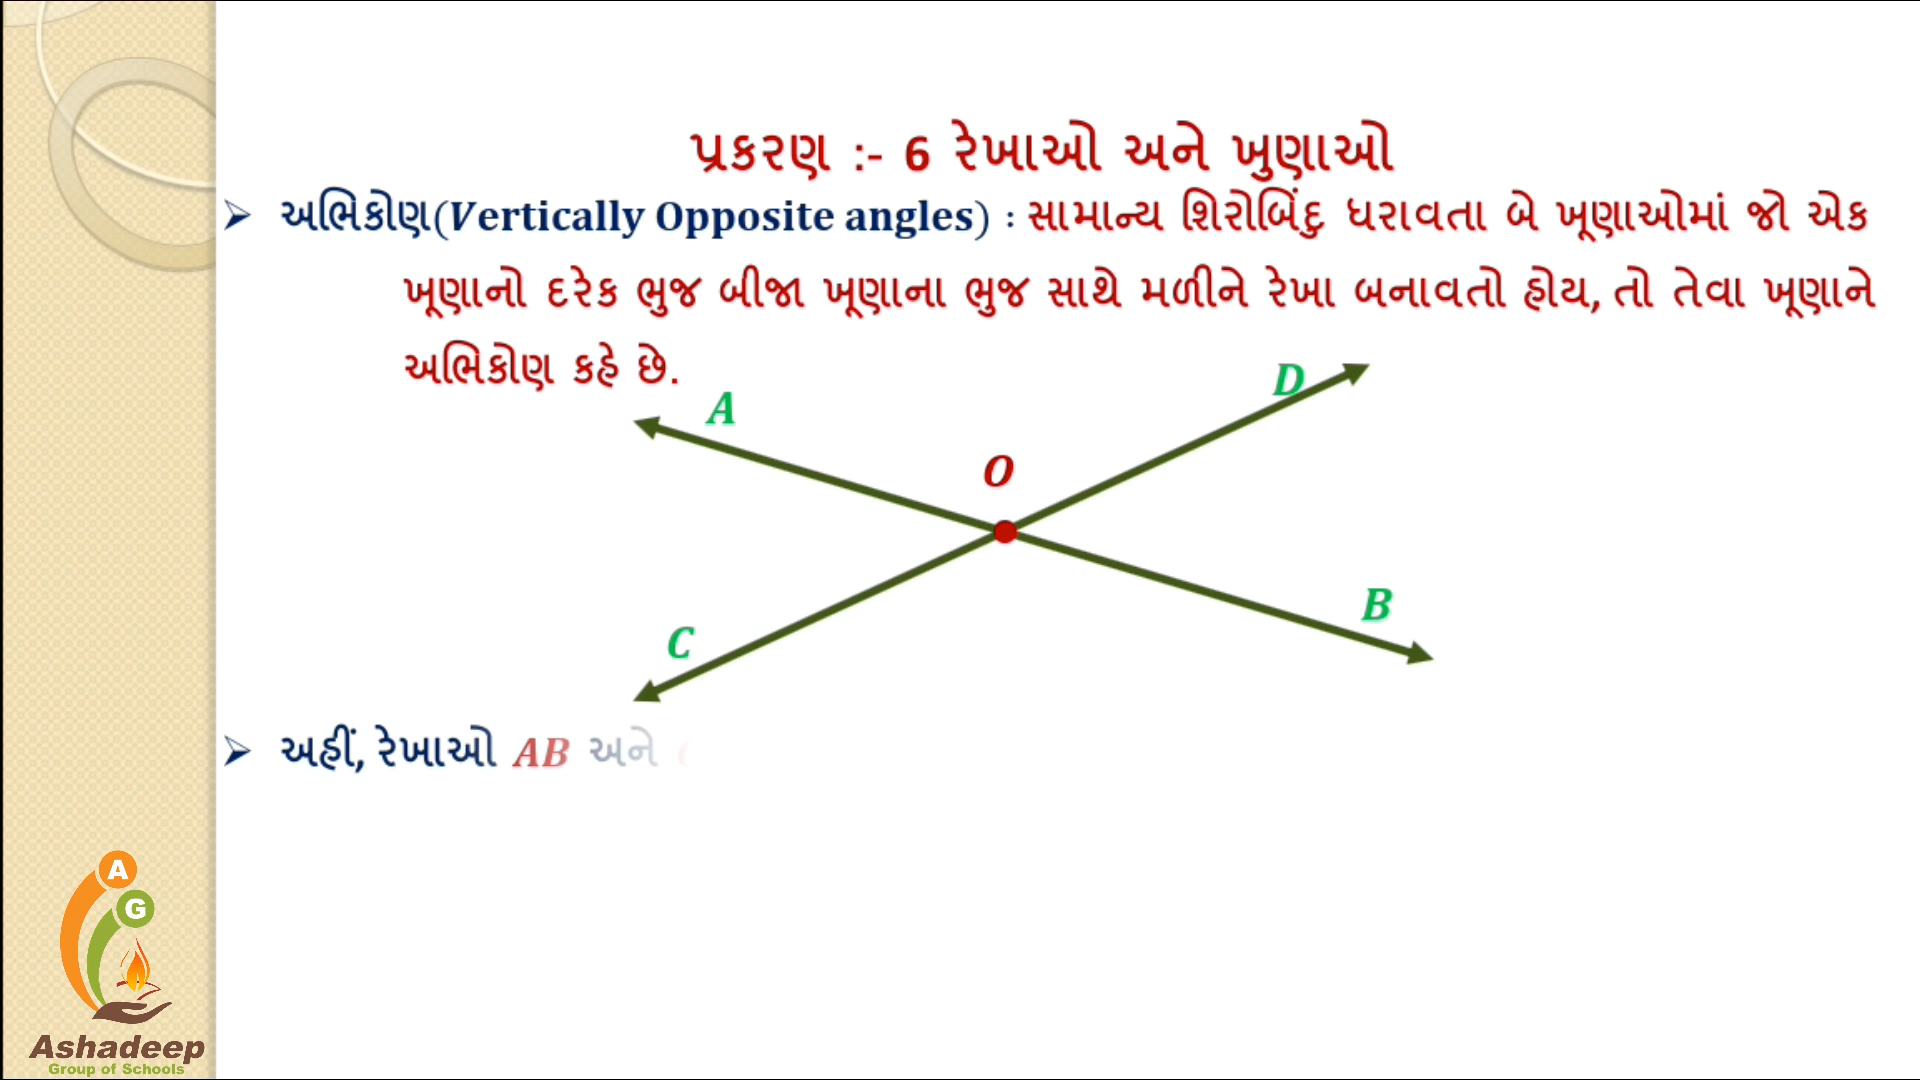 પ્રકરણ :- 6 રેખાઓ અને ખુણાઓ
➢ અભિકોણ(Vertically Opposite angles) : સામાન્ય શિરોબિંદુ ધરાવતા બે ખૂણાઓમાં જો એક
ખૂણાનો દરેક ભુજ બીજા ખૂણાના ભુજ સાથે મળીને રેખા બનાવતો હોય, તો તેવા ખૂણાને
અભિકોણ કહે છે.
A
D
O
B
C
➢ અહીં, રેખાઓ AB અને
A
G
Ashadeep
Group of Schools